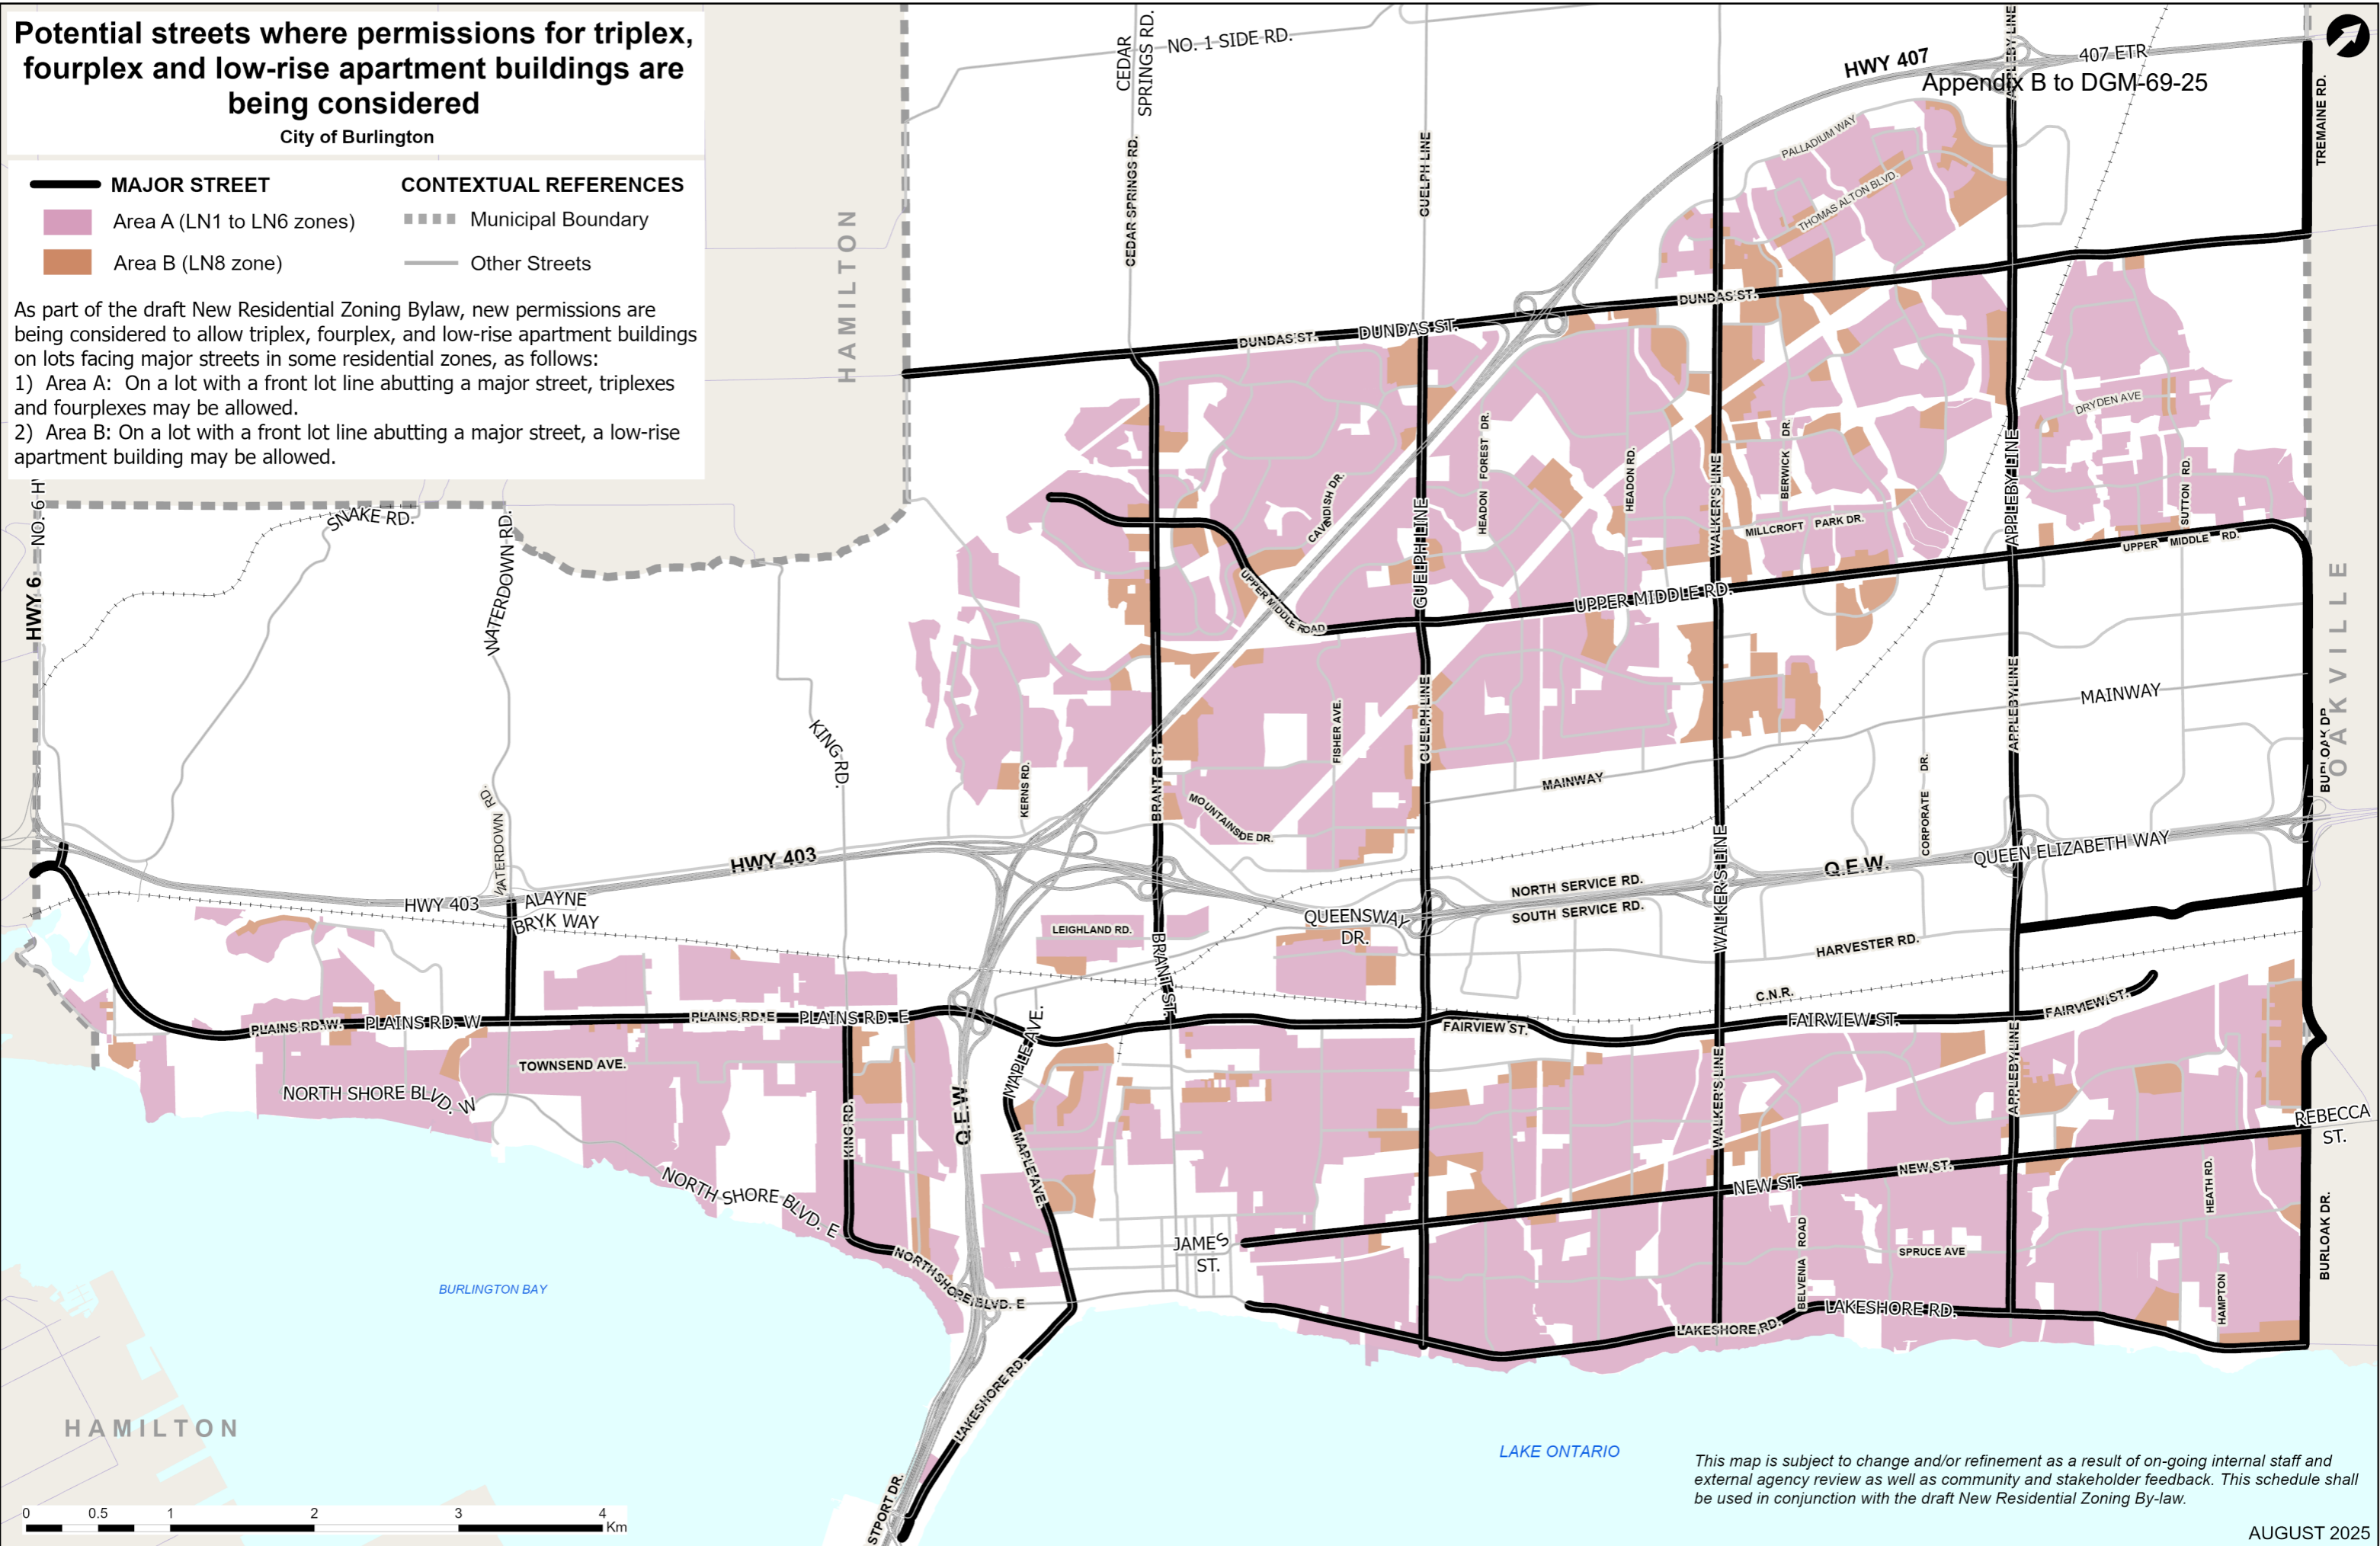 Potential streets where permissions for triplex,
fourplex and low-rise apartment buildings are
being considered
City of Burlington
MAJOR STREET
Area A (LN1 to LN6 zones)
Area B (LN8 zone)
CONTEXTUAL REFERENCES
Municipal Boundary
Other Streets
As part of the draft New Residential Zoning Bylaw, new permissions are
being considered to allow triplex, fourplex, and low-rise apartment buildings
on lots facing major streets in some residential zones, as follows:
1) Area A: On a lot with a front lot line abutting a major street, triplexes
and fourplexes may be allowed.
2) Area B: On a lot with a front lot line abutting a major street, a low-rise
apartment building may be allowed.
Appendix B to DGM-69-25
CEDAR
SPRINGS RD.
NO. 1 SIDE RD.
HWY 407
407 ETR
APPLEBY LINE
TREMAINE RD.
CEDAR SPRINGS RD.
GUELPH LINE
PALLADIUM WAY
THOMAS ALTON BLVD.
HAMILTON
DUNDAS ST.
DUNDAS ST.
DUNDAS ST.
DRYDEN AVE
HEADON FOREST DR.
HEADON RD.
BERWICK DR.
WALKER'S LINE
APPLEBY LINE
SUTTON RD.
CAVENDISH DR.
GUELPH LINE
MILLCROFT PARK DR.
UPPER MIDDLE RD.
UPPER MIDDLE ROAD
UPPER MIDDLE RD.
NO. 6 H
HWY 6
SNAKE RD.
WATERDOWN RD.
WATERDOWN RD.
KING RD.
KERNS RD.
BRANT ST.
FISHER AVE.
GUELPH LINE
MOUNTAINSIDE DR.
MAINWAY
MAINWAY
APPLEBY LINE
CORPORATE DR.
BURLOAK DR.
OAKVILLE
HWY 403
HWY 403
ALAYNE
BRYK WAY
LEIGHLAND RD.
BRANT ST.
QUEENSWAY
DR.
NORTH SERVICE RD.
SOUTH SERVICE RD.
WALKER'S LINE
Q.E.W.
QUEEN ELIZABETH WAY
HARVESTER RD.
C.N.R.
PLAINS RD. W.
PLAINS RD. W
PLAINS RD. E
PLAINS RD. E
FAIRVIEW ST.
FAIRVIEW ST.
FAIRVIEW ST.
TOWNSEND AVE.
NORTH SHORE BLVD. W
NORTH SHORE BLVD. E
KING RD.
Q.E.W.
MAPLE AVE.
MAPLE AVE.
NORTH SHORE BLVD. E
JAMES
ST.
WALKER'S LINE
APPLEBY LINE
NEW ST.
NEW ST.
REBECCA
ST.
HEATH RD.
BURLOAK DR.
BELVENIA ROAD
SPRUCE AVE
HAMPTON
LAKESHORE RD.
LAKESHORE RD.
LAKESHORE RD.
STPORT DR.
BURLINGTON BAY
HAMILTON
LAKE ONTARIO
0 0.5 1 2 3 4
Km
This map is subject to change and/or refinement as a result of on-going internal staff and
external agency review as well as community and stakeholder feedback. This schedule shall
be used in conjunction with the draft New Residential Zoning By-law.
AUGUST 2025